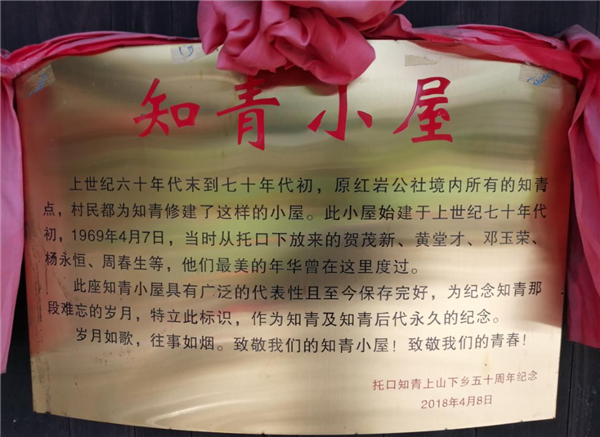 知青小屋
上世纪六十年代末到七十年代初，原红岩公社境内所有的知青
点，村民都为知青修建了这样的小屋。此小屋始建于上世纪七十年代
初，1969年4月7日，当时从托口下放来的贺茂新、黄堂才、邓玉荣、
杨永恒、周春生等，他们最美的年华曾在这里度过。
此座知青小屋具有广泛的代表性且至今保存完好，为纪念知青那
段难忘的岁月，特立此标识，作为知青及知青后代永久的纪念。
岁月如歌，往事如烟。致敬我们的知青小屋！致敬我们的青春！
托口知青上山下乡五十周年纪念
2018年4月8日